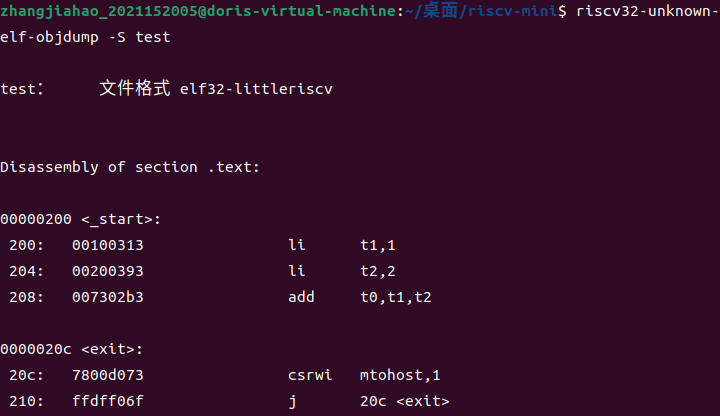 zhangjiahao_2021152005@doris-virtual-machine:~/桌面/riscv-mini$ riscv32-unknown-
elf-objdump -S test
test:     文件格式 elf32-littleriscv
Disassembly of section .text:
00000200 <_start>:
 200:	00100313          	li	t1,1
 204:	00200393          	li	t2,2
 208:	007302b3          	add	t0,t1,t2
0000020c <exit>:
 20c:	7800d073          	csrwi	mtohost,1
 210:	ffdff06f          	j	20c <exit>